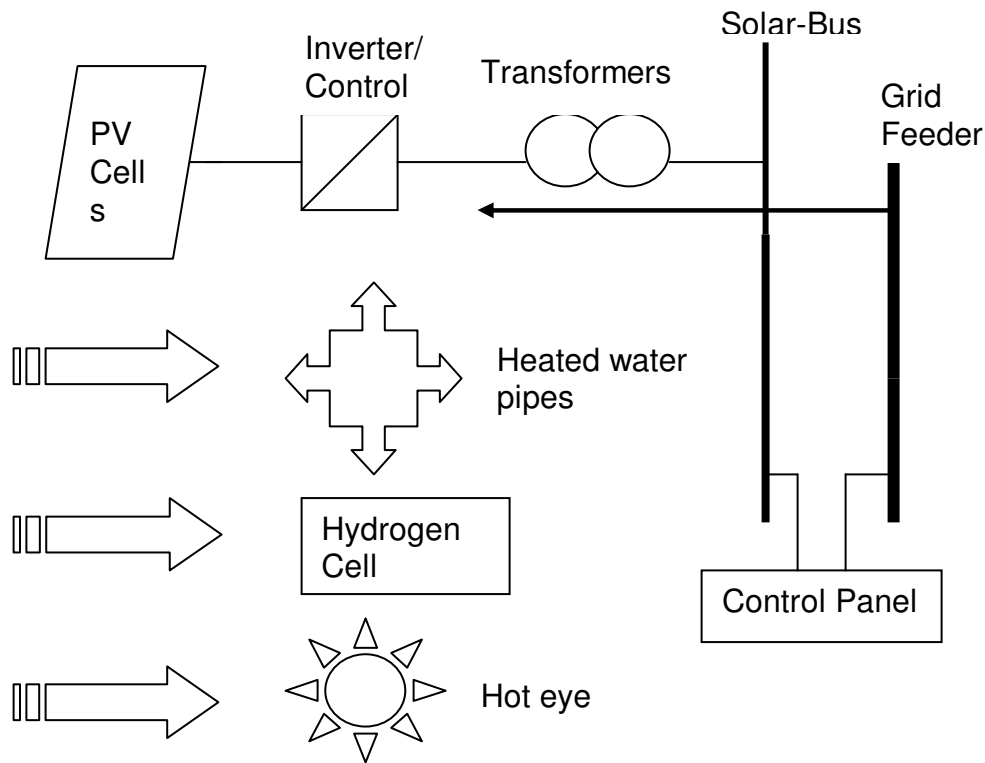 Solar-Bus
Inverter/
Control
Transformers
Grid
Feeder
PV
Cell
s
Heated water
pipes
Hydrogen
Cell
Control Panel
Hot eye